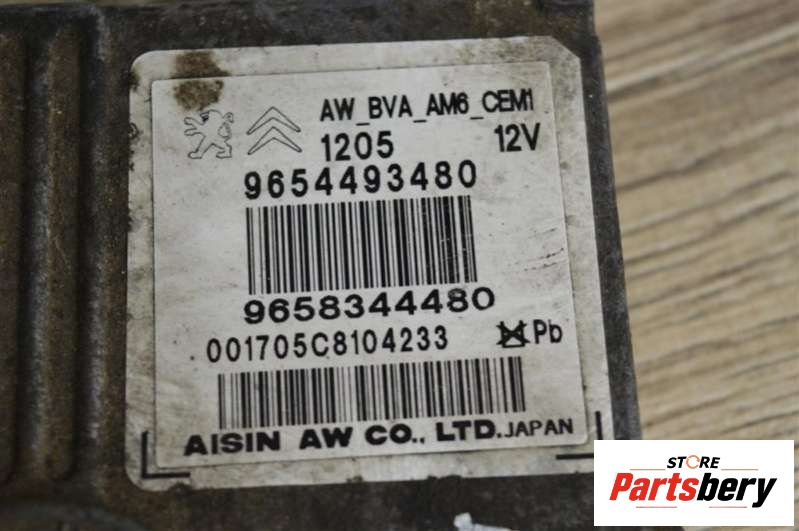 AW_BVA_AM6_CEM1
1205 12V
9654493480
9658344480
001705C8104233 Pb
AISIN AW CO., LTD. JAPAN
STORE
Partsbery